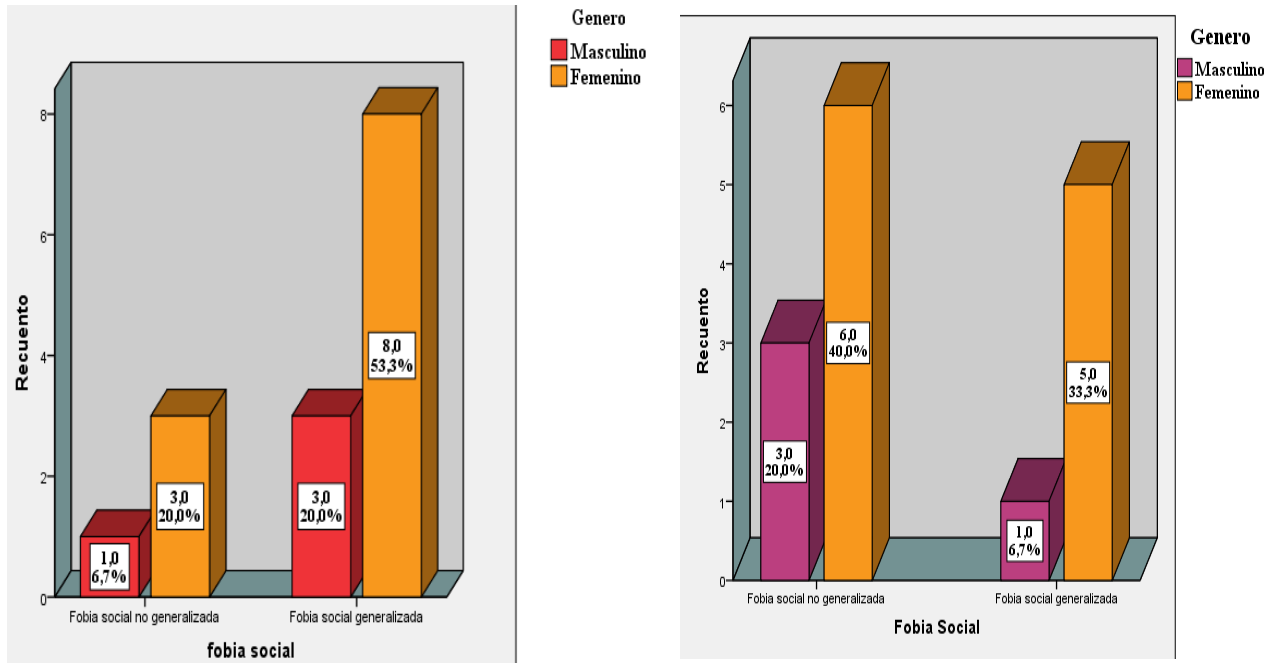 Genero
Masculino
Femenino
Recuento
8
6
4
2
0
1,0
6,7%
3,0
20,0%
3,0
20,0%
8,0
53,3%
Fobia social no generalizada
Fobia social generalizada
fobia social
Genero
Masculino
Femenino
Recuento
6
5
4
3
2
1
0
3,0
20,0%
6,0
40,0%
1,0
6,7%
5,0
33,3%
Fobia social no generalizada
Fobia social generalizada
Fobia Social